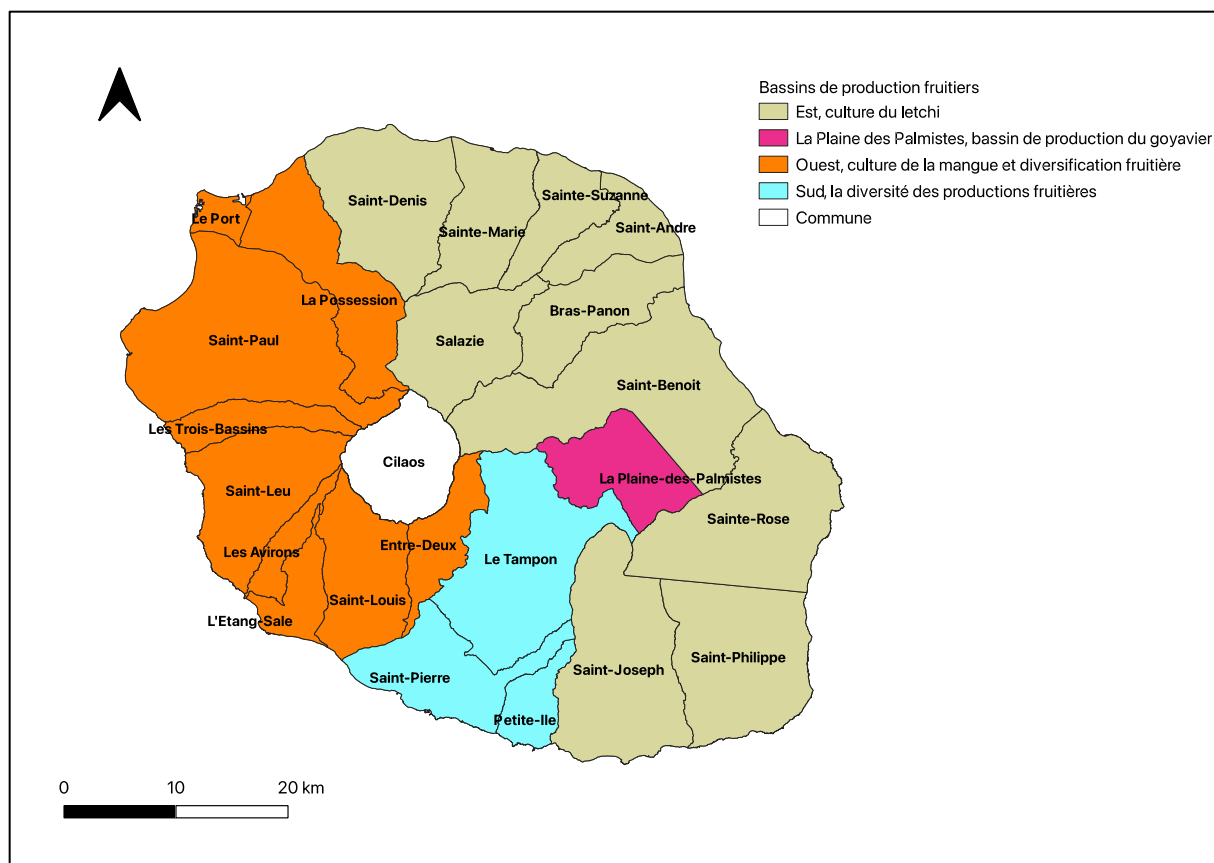 Bassins de production fruitiers
Est, culture du letchi
La Plaine des Palmistes, bassin de production du goyavier
Ouest, culture de la mangue et diversification fruitière
Sud, la diversité des productions fruitières
Commune
Saint-Denis
Sainte-Suzanne
Le Port
Sainte-Marie
Saint-Andre
La Possession
Bras-Panon
Saint-Paul
Salazie
Saint-Benoit
Les Trois-Bassins
Cilaos
La Plaine-des-Palmistes
Saint-Leu
Sainte-Rose
Les Avirons
Entre-Deux
Le Tampon
Saint-Louis
L'Etang-Sale
Saint-Philippe
Saint-Joseph
Saint-Pierre
Petite-Ile
0 10 20 km